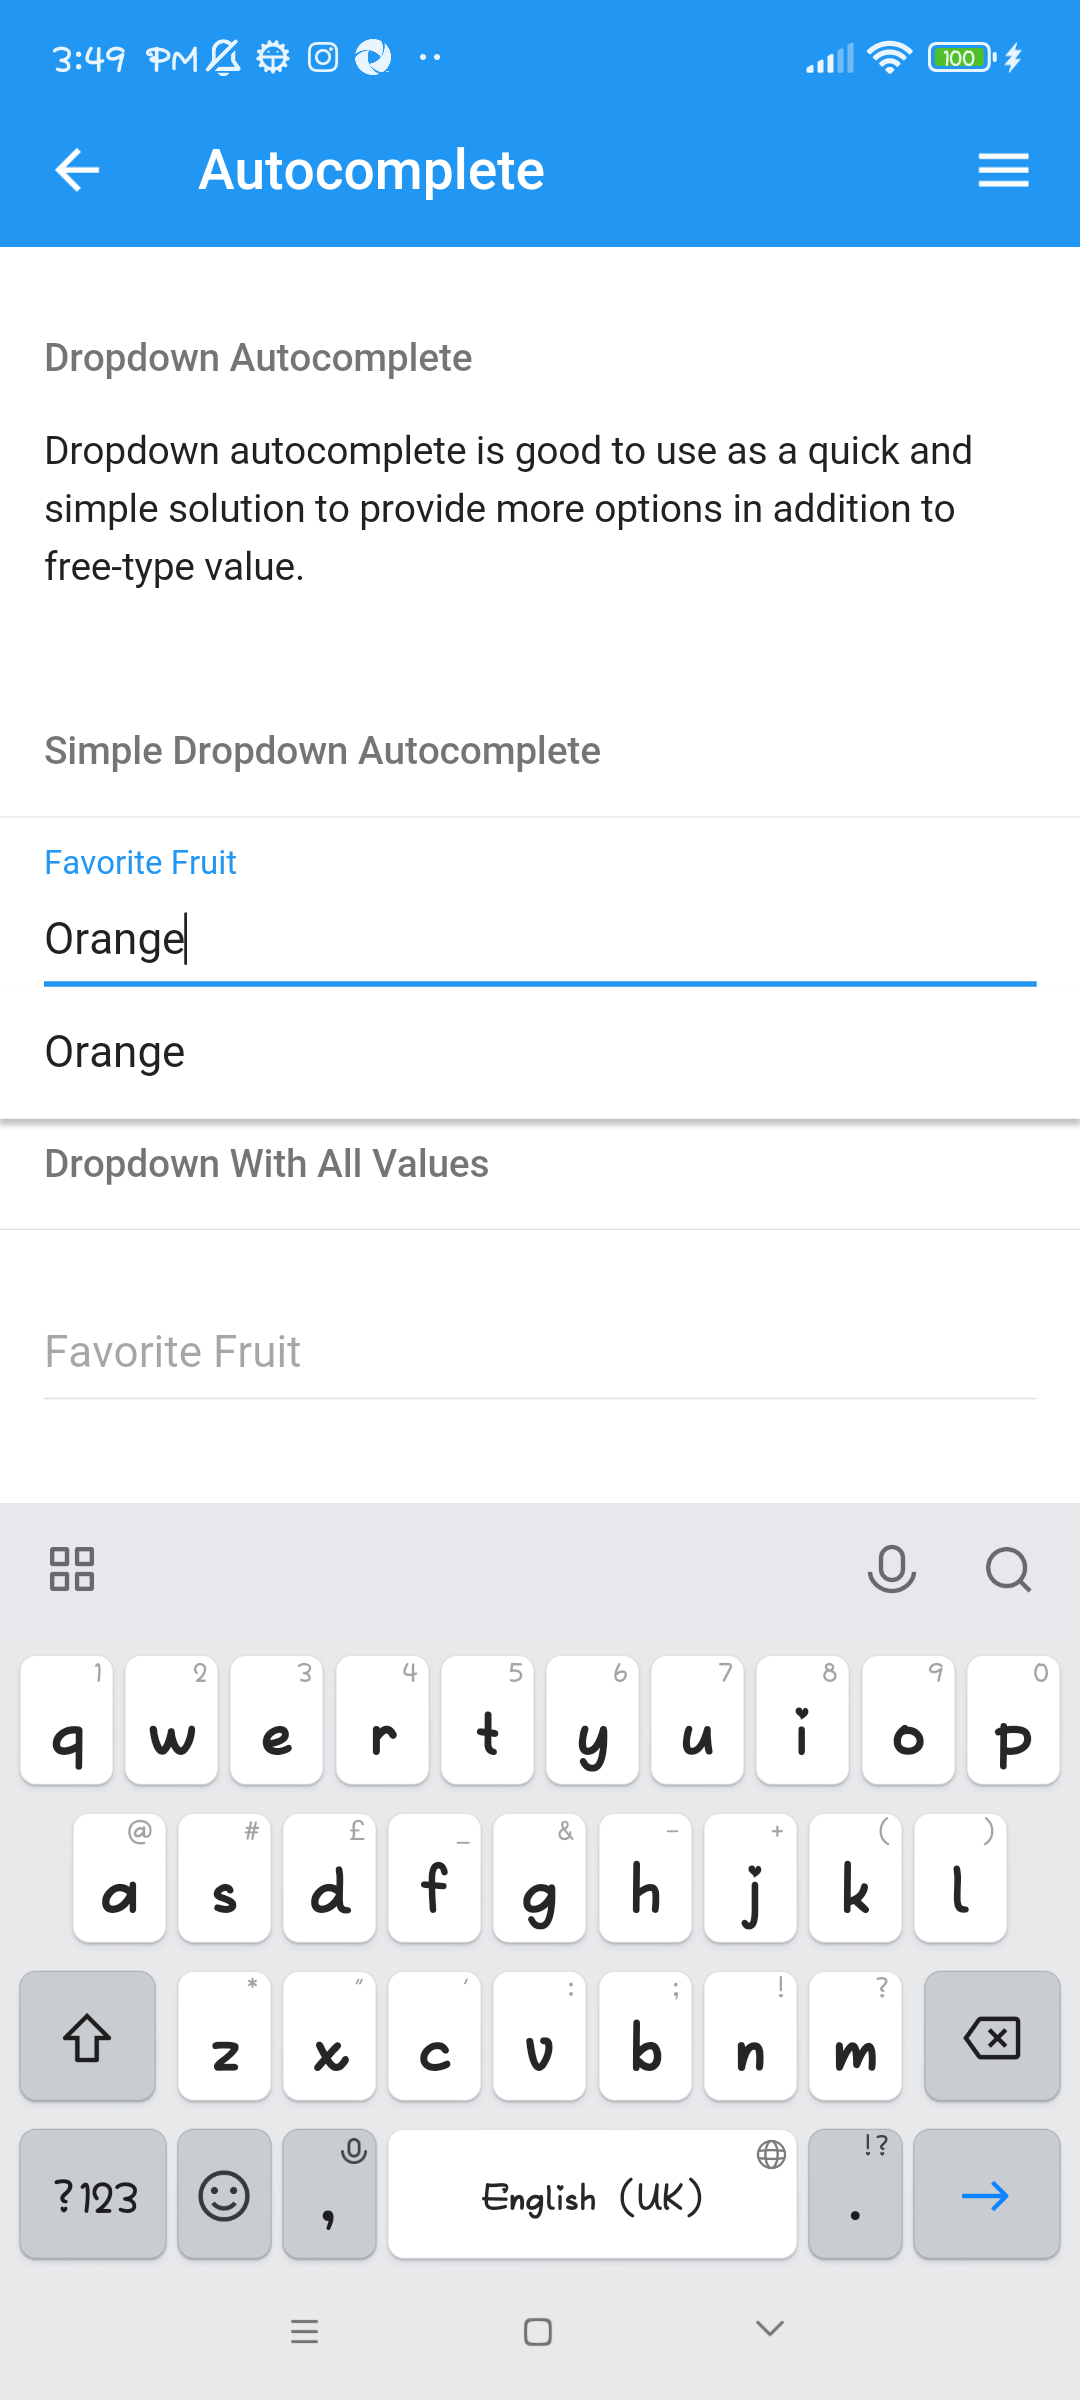 3:49 PM
100
Autocomplete
Dropdown Autocomplete
Dropdown autocomplete is good to use as a quick and
simple solution to provide more options in addition to
free-type value.
Simple Dropdown Autocomplete
Favorite Fruit
Orange
Orange
Dropdown With All Values
Favorite Fruit
1 2 3 4 5 6 7 8 9 0
q w e r t y u i o p
@ # £ _ & - + ( )
a s d f g h j k l
* " ' : ; ! ?
z x c v b n m
!?
?123 , English (UK) .